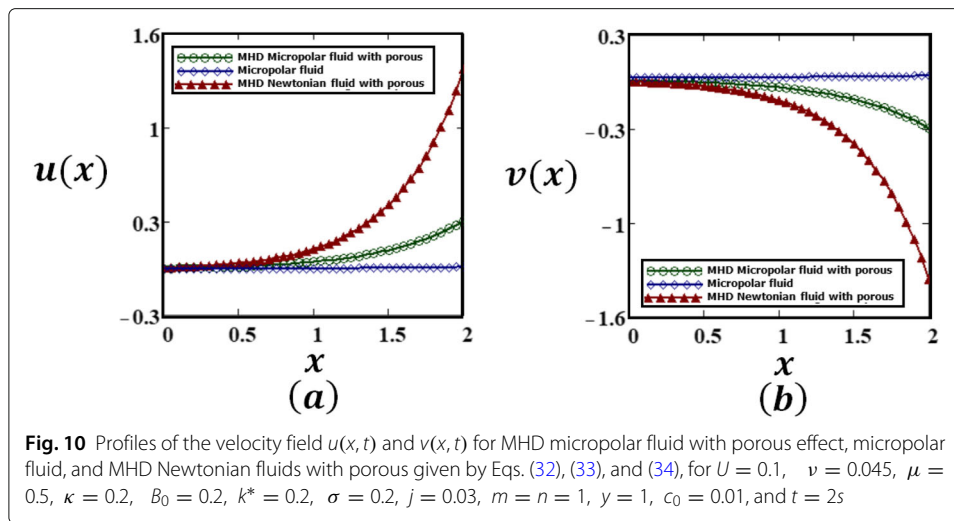 1.6
1
0.3
−0.3
u(x)
MHD Micropolar fluid with porous
Micropolar fluid
MHD Newtonian fluid with porous
0 0.5 1 1.5 2
x
(a)
0.3
−0.3
−1
−1.6
v(x)
MHD Micropolar fluid with porous
Micropolar fluid
MHD Newtonian fluid with porous
0 0.5 1 1.5 2
x
(b)
Fig. 10 Profiles of the velocity field u(x, t) and v(x, t) for MHD micropolar fluid with porous effect, micropolar
fluid, and MHD Newtonian fluids with porous given by Eqs. (32), (33), and (34), for U = 0.1, ν = 0.045, μ =
0.5, κ = 0.2, B₀ = 0.2, k* = 0.2, σ = 0.2, j = 0.03, m = n = 1, y = 1, c₀ = 0.01, and t = 2s